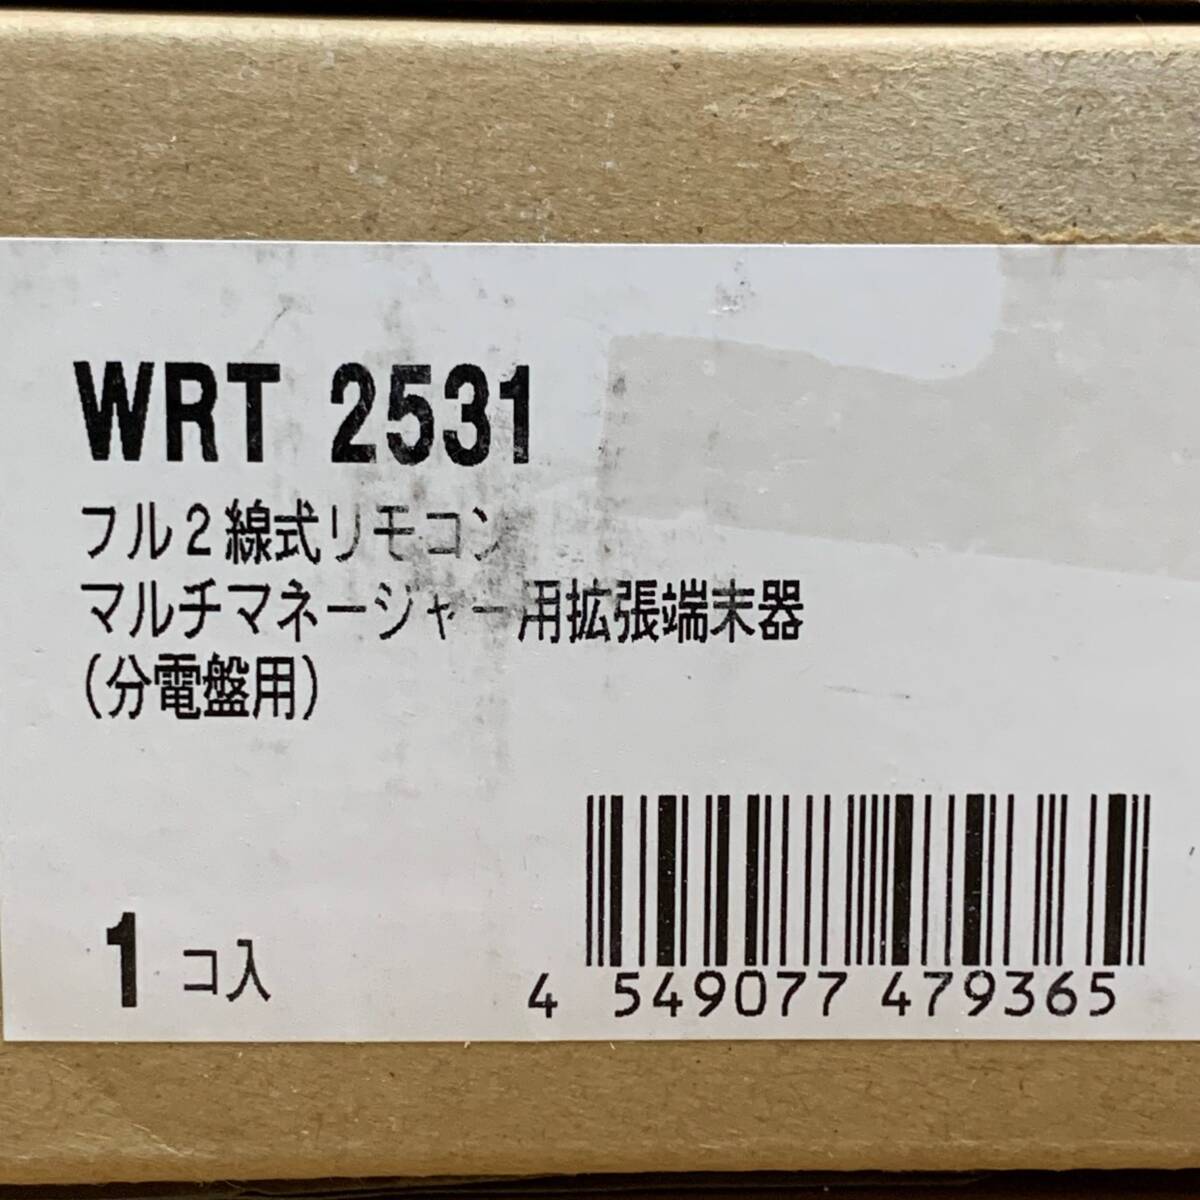 WRT 2531
フル2線式リモコン
マルチマネージャー用拡張端末器
(分電盤用)
1 コ入
4 549077 479365